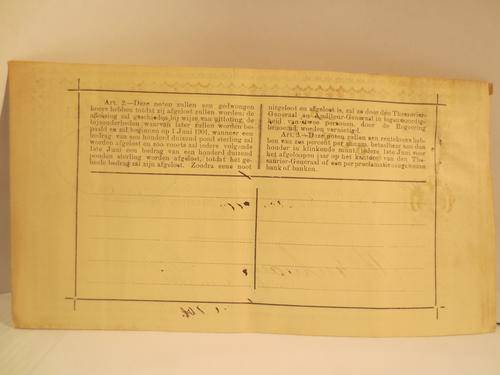 Art. 2.—Deze noten zullen een gedwongen
koers hebben totdat zij afgelost zullen worden; de
aflossing zal geschieden bij wijze van uitloting, de
bijzonderheden waarvan later zullen worden be-
paald en zal beginnen op 1 Juni 1901, wanneer een
bedrag van een honderd duizend pond sterling zal
worden afgelost en zoo voorts zal iedere volgende
1ste Juni een bedrag van een honderd duizend
ponden sterling worden afgelost, totdat het ge-
heele bedrag zal zijn afgelost. Zoodra eene noot
uitgeloot en afgelost is, zal ze door den Thesaurier-
Generaal en Auditeur-Generaal in tegenwoordig-
heid van twee personen, door de Regeering
benoemd, worden vernietigd.
Art. 3.—Deze noten zullen een rentekoers heb-
ben van zes percent per annum, betaalbaar aan den
houder in klinkende munt, iedere 1ste Juni voor
het afgeloopen jaar op het kantoor van den The-
saurier-Generaal of een per proclamatie aangewezen
bank of banken.